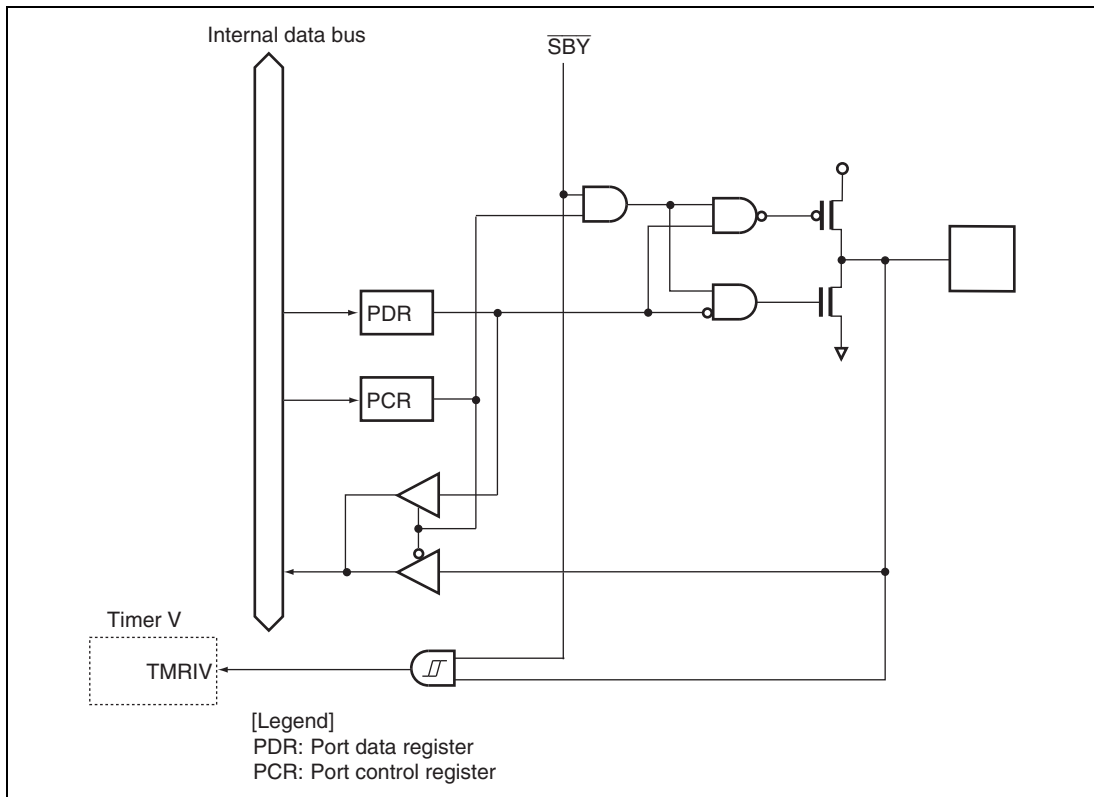 Internal data bus
SBY
PDR
PCR
Timer V
TMRIV
[Legend]
PDR: Port data register
PCR: Port control register